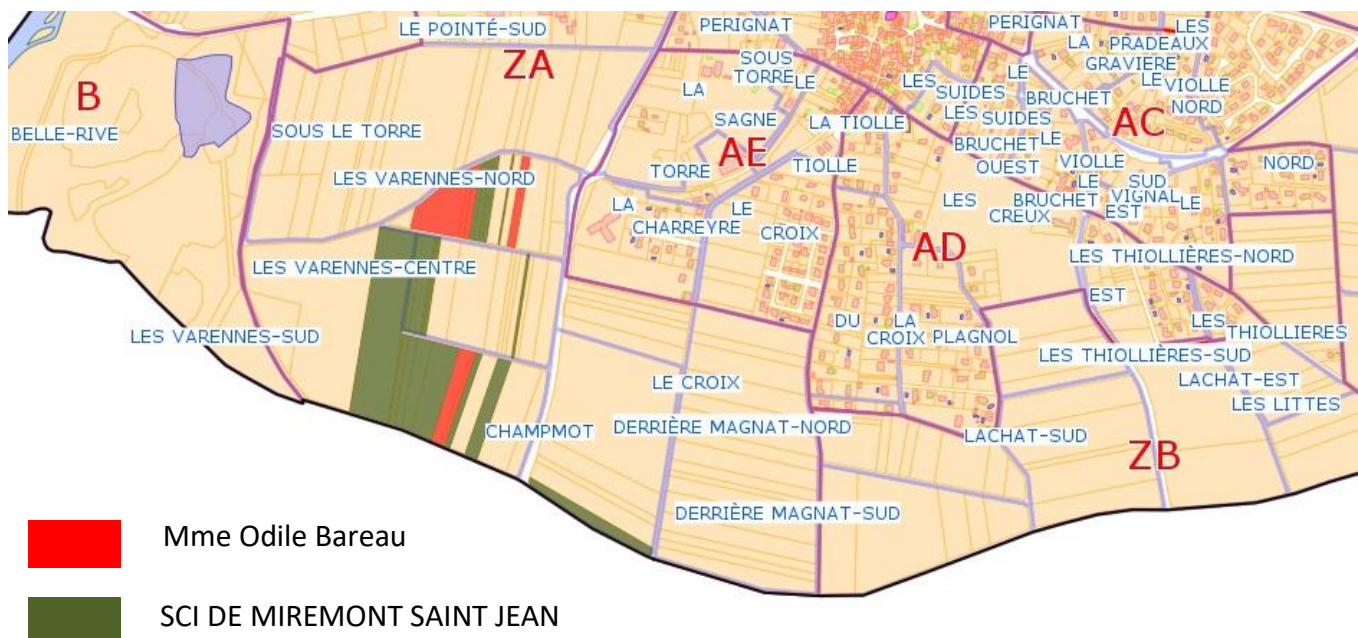 LE POINTÉ-SUD
PERIGNAT
PERIGNAT
LES
ZA
SOUS
LA
PRADEAUX
TORRE
LE
LES
LE
GRAVIERE
B
LA
SUIDES
BRUCHET
LE
VIOLLE
SAGNE
LES
NORD
BELLE-RIVE
SOUS LE TORRE
LA TIOLLE
SUIDES
AC
AE
BRUCHET
LE
TORRE
TIOLLE
OUEST
VIOLLE
NORD
LES VARENNES-NORD
LE
SUD
LA
LE
LES
BRUCHET
VIGNAL
LE
CHARREYRE
CREUX
EST
CROIX
AD
LES VARENNES-CENTRE
LES THIOLLIÈRES-NORD
EST
LES VARENNES-SUD
DU
LA
LES
CROIX
PLAGNOL
THIOLLIERES
LES THIOLLIÈRES-SUD
LE CROIX
LACHAT-EST
LES LITTES
CHAMPMOT
DERRIÈRE MAGNAT-NORD
LACHAT-SUD
ZB
DERRIÈRE MAGNAT-SUD
Mme Odile Bareau
SCI DE MIREMONT SAINT JEAN